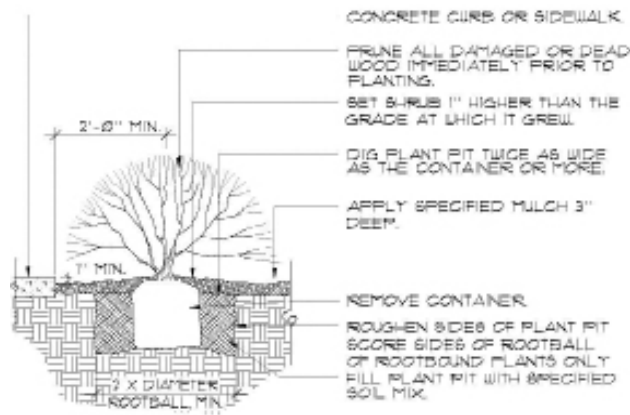 CONCRETE CURB OR SIDEWALK
PRUNE ALL DAMAGED OR DEAD
WOOD IMMEDIATELY PRIOR TO
PLANTING.
SET SHRUB 1" HIGHER THAN THE
GRADE AT WHICH IT GREW.
2'-0" MIN.
DIG PLANT PIT TWICE AS WIDE
AS THE CONTAINER OR MORE.
APPLY SPECIFIED MULCH 3"
DEEP.
1" MIN.
REMOVE CONTAINER
ROUGHEN SIDES OF PLANT PIT
SCORE SIDES OF ROOTBALL
OF ROOTBOUND PLANTS ONLY
FILL PLANT PIT WITH SPECIFIED
SOIL MIX.
2 X DIAMETER
ROOTBALL MIN.